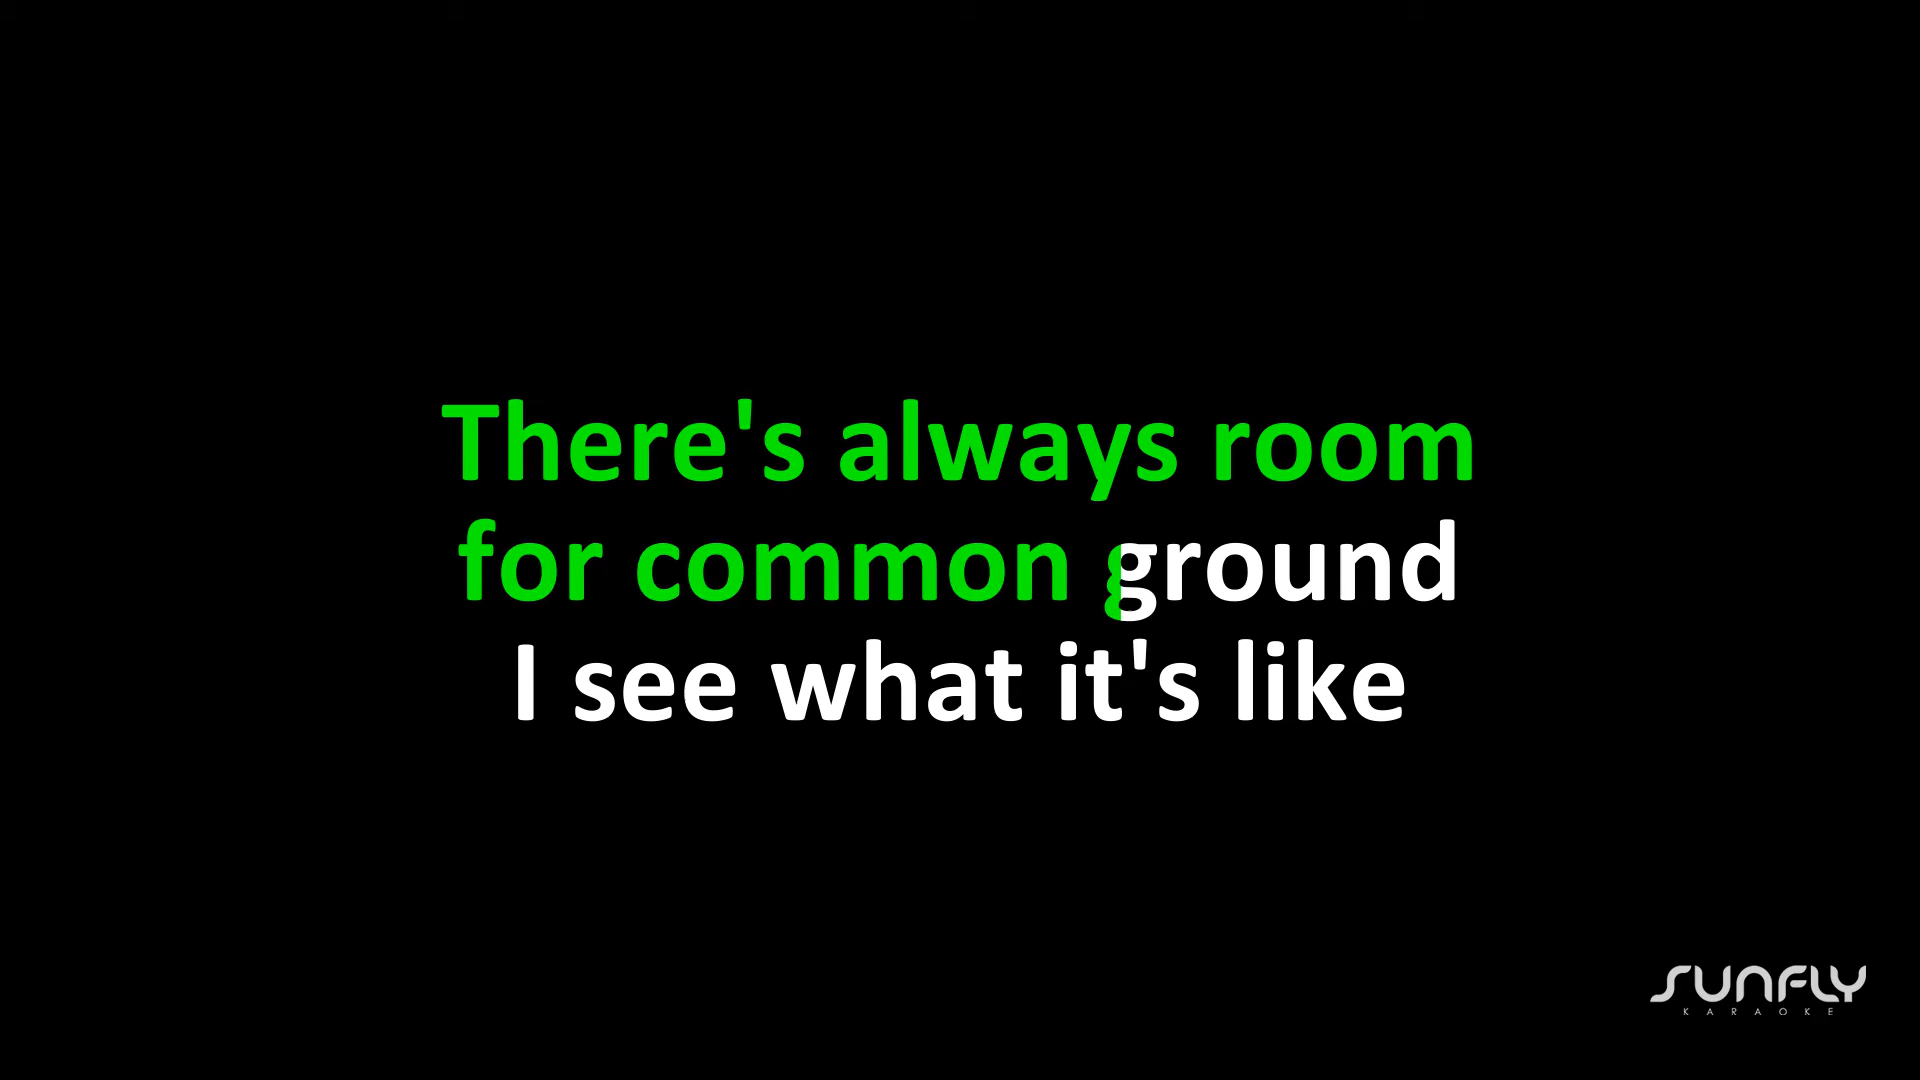 There's always room
for common ground
I see what it's like
SUNFLY
KARAOKE